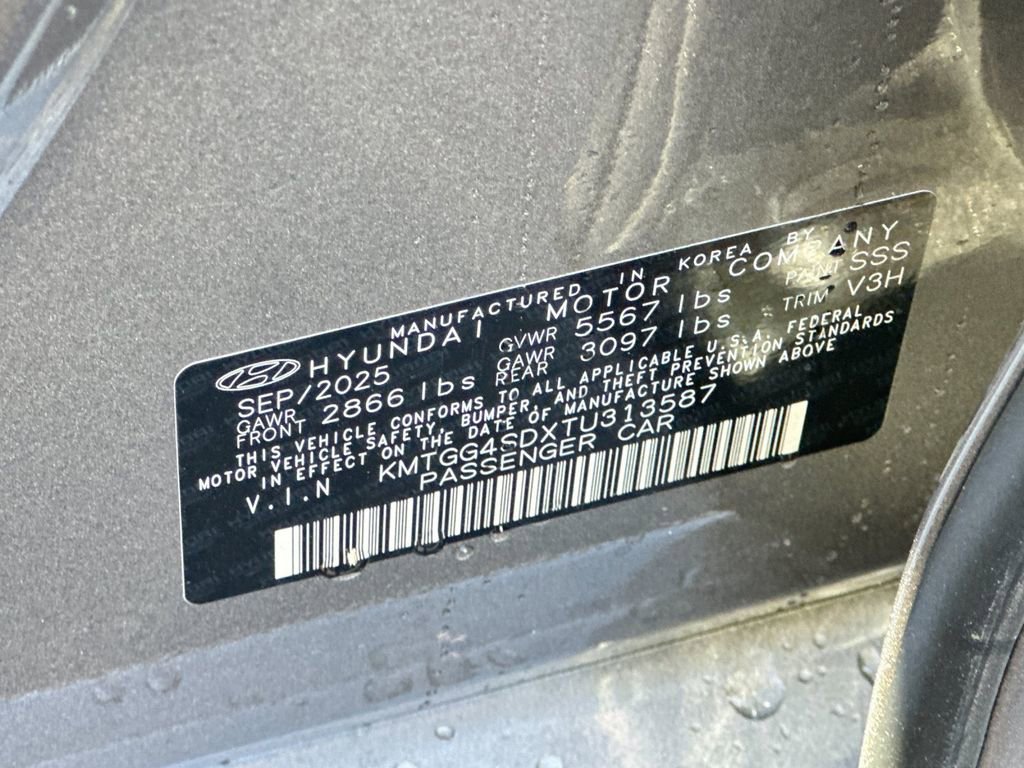 MANUFACTURED IN KOREA BY
HYUNDAI MOTOR COMPANY
SEP/2025 GVWR 5567 lbs PAINT SSS
GAWR FRONT 2866 lbs GAWR REAR 3097 lbs TRIM V3H
THIS VEHICLE CONFORMS TO ALL APPLICABLE U.S.A. FEDERAL
MOTOR VEHICLE SAFETY, BUMPER, AND THEFT PREVENTION STANDARDS
IN EFFECT ON THE DATE OF MANUFACTURE SHOWN ABOVE
V.I.N KMTGG4SDXTU313587
PASSENGER CAR